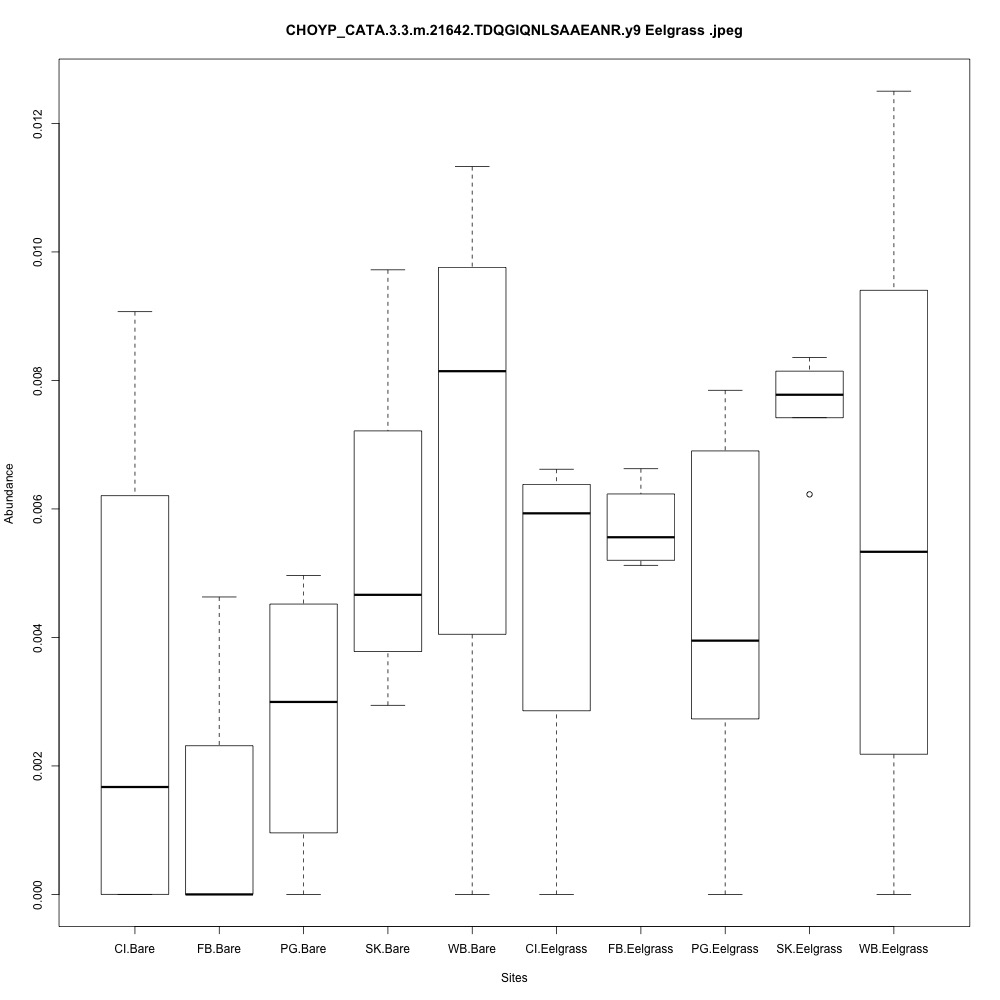 CHOYP_CATA.3.3.m.21642.TDQGIQNLSAAEANR.y9 Eelgrass .jpeg
Abundance
0.012
0.010
0.008
0.006
0.004
0.002
0.000
CI.Bare FB.Bare PG.Bare SK.Bare WB.Bare CI.Eelgrass FB.Eelgrass PG.Eelgrass SK.Eelgrass WB.Eelgrass
Sites